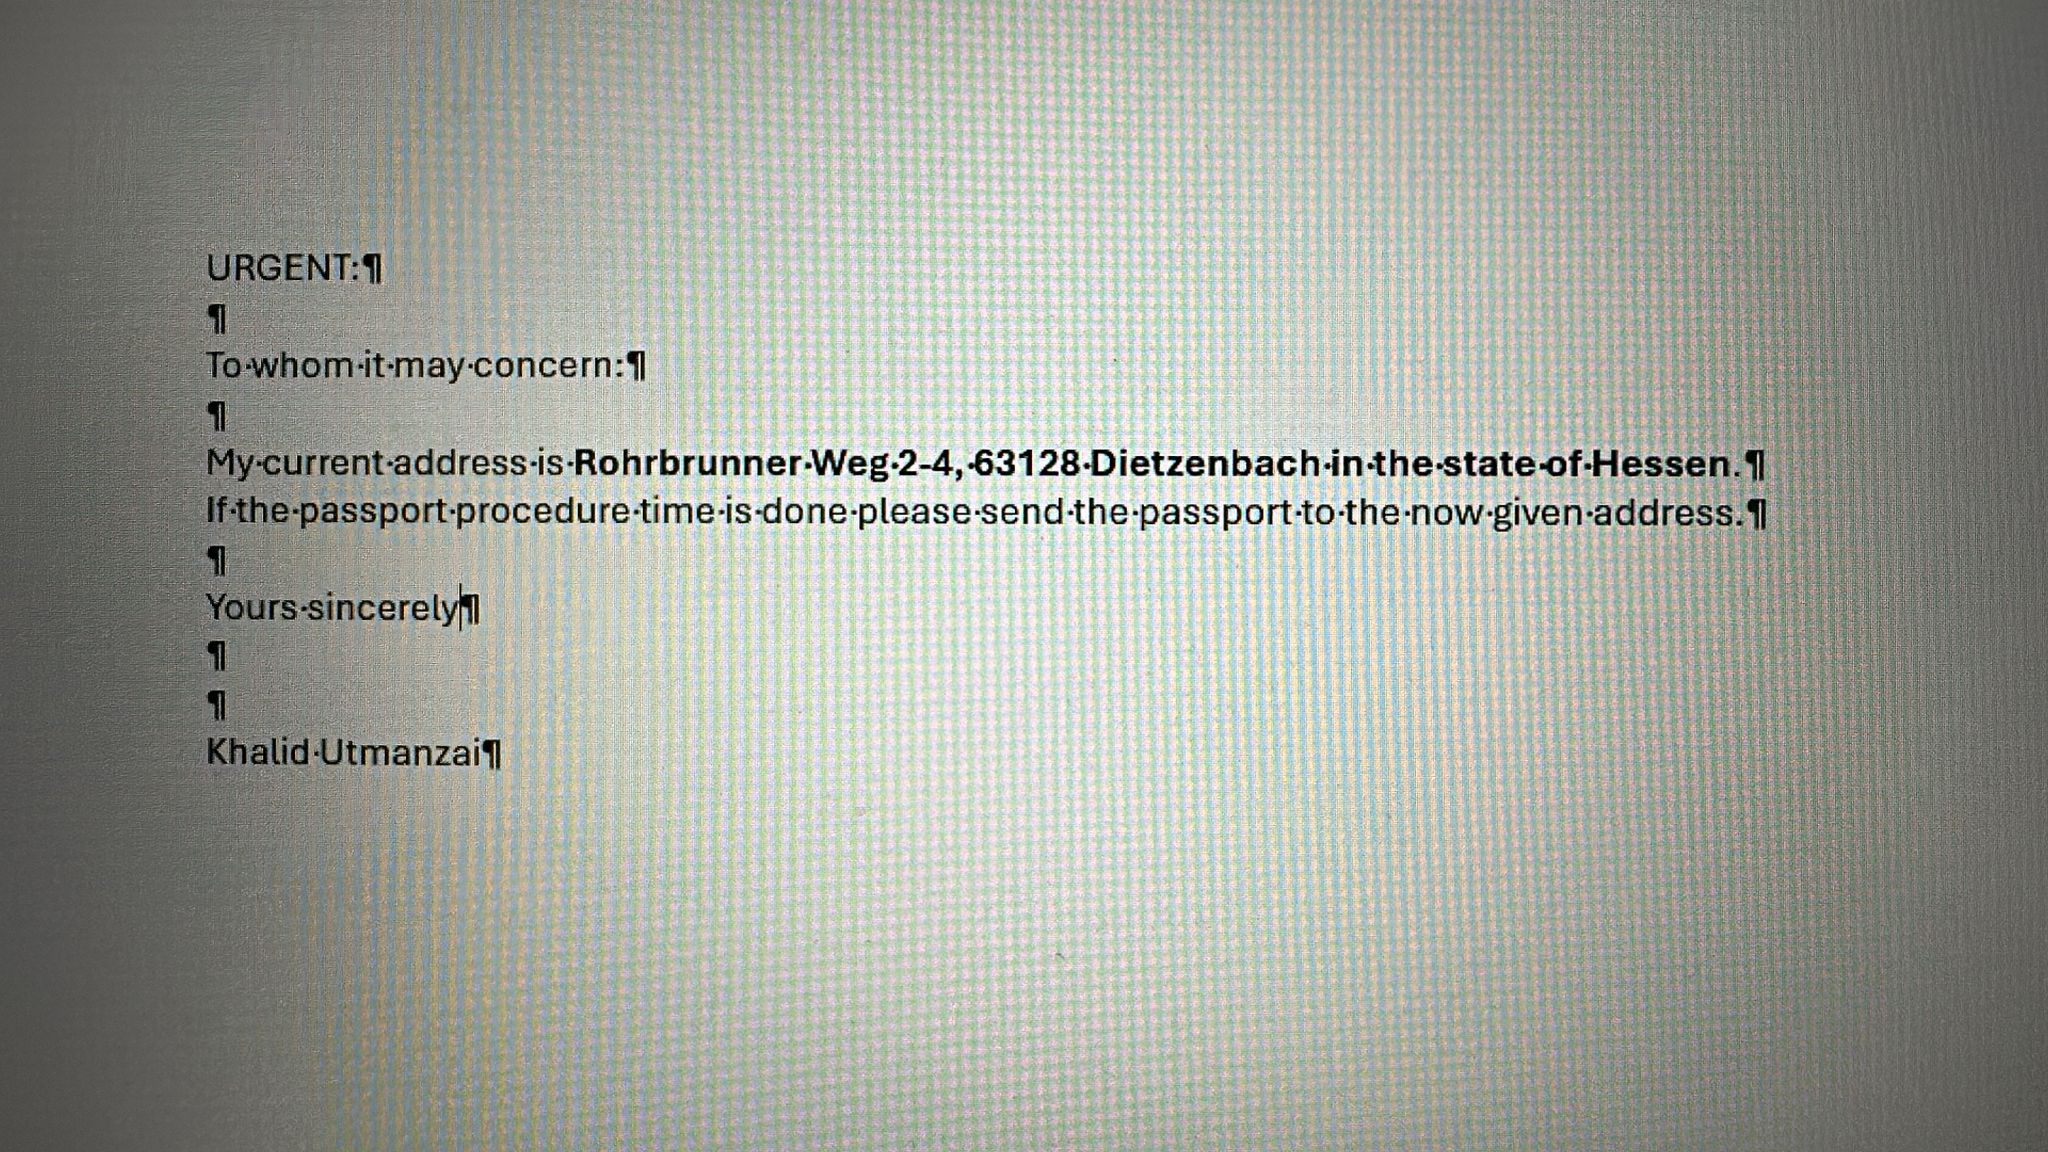 URGENT:¶
¶
To·whom·it·may·concern:¶
¶
My·current·address·is·Rohrbrunner·Weg·2-4,·63128·Dietzenbach·in·the·state·of·Hessen.¶
If·the·passport·procedure·time·is·done·please·send·the·passport·to·the·now·given·address.¶
¶
Yours·sincerely¶
¶
¶
Khalid·Utmanzai¶